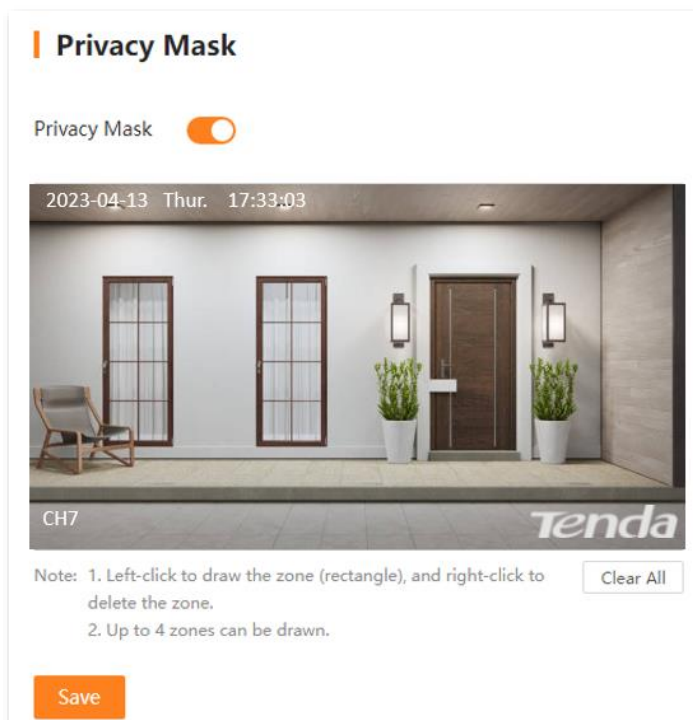 Privacy Mask
Privacy Mask
2023-04-13 Thur. 17:33:03
CH7
Tenda
Note: 1. Left-click to draw the zone (rectangle), and right-click to
delete the zone.
2. Up to 4 zones can be drawn.
Clear All
Save